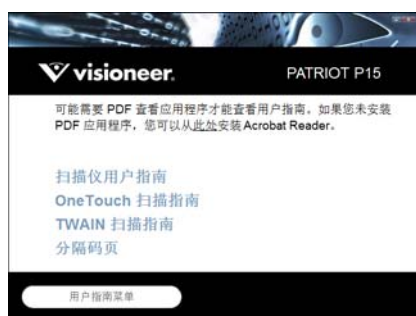 visioneer.
PATRIOT P15
可能需要 PDF 查看应用程序才能查看用户指南。如果您未安装
PDF 应用程序，您可以从此处安装 Acrobat Reader。
扫描仪用户指南
OneTouch 扫描指南
TWAIN 扫描指南
分隔码页
用户指南菜单